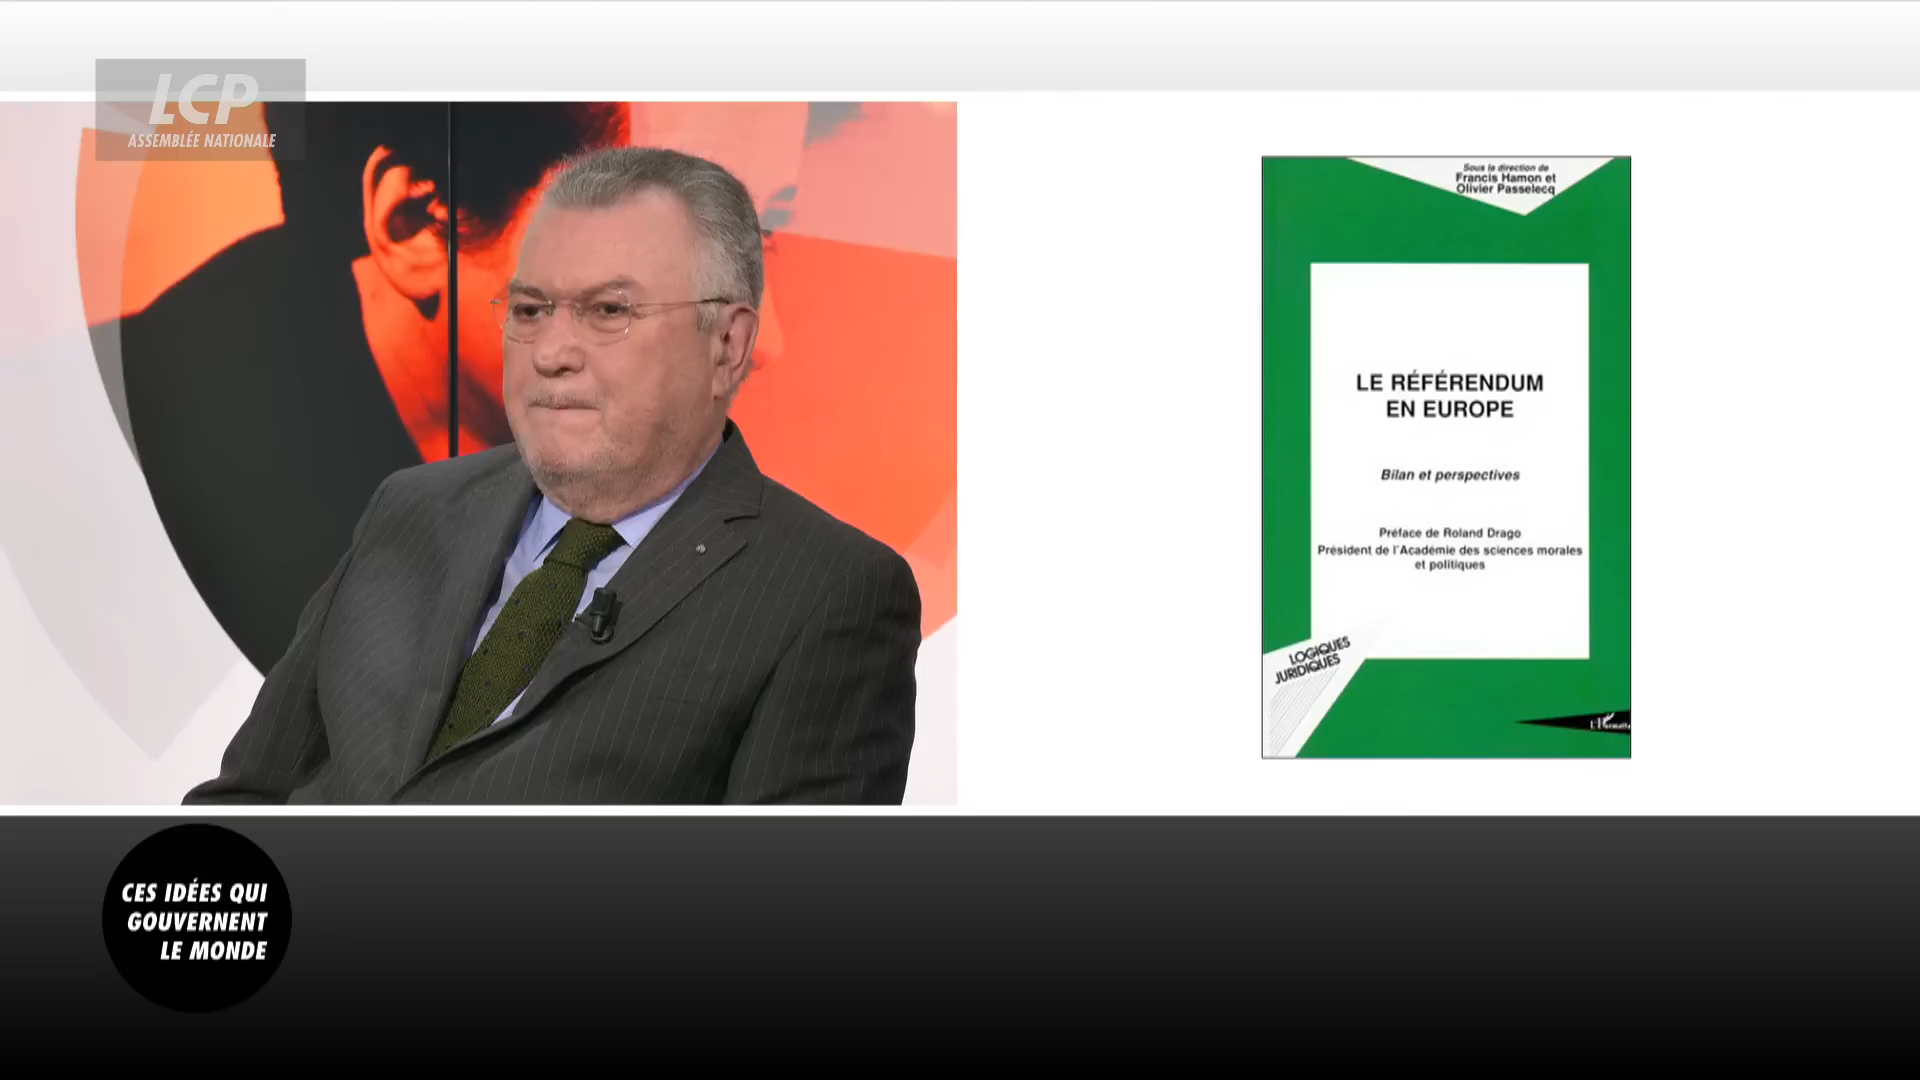 LCP
ASSEMBLÉE NATIONALE
Sous la direction de
Francis Hamon et
Olivier Passelecq
LE RÉFÉRENDUM
EN EUROPE
Bilan et perspectives
Préface de Roland Drago
Président de l'Académie des sciences morales
et politiques
LOGIQUES
JURIDIQUES
CES IDÉES QUI
GOUVERNENT
LE MONDE